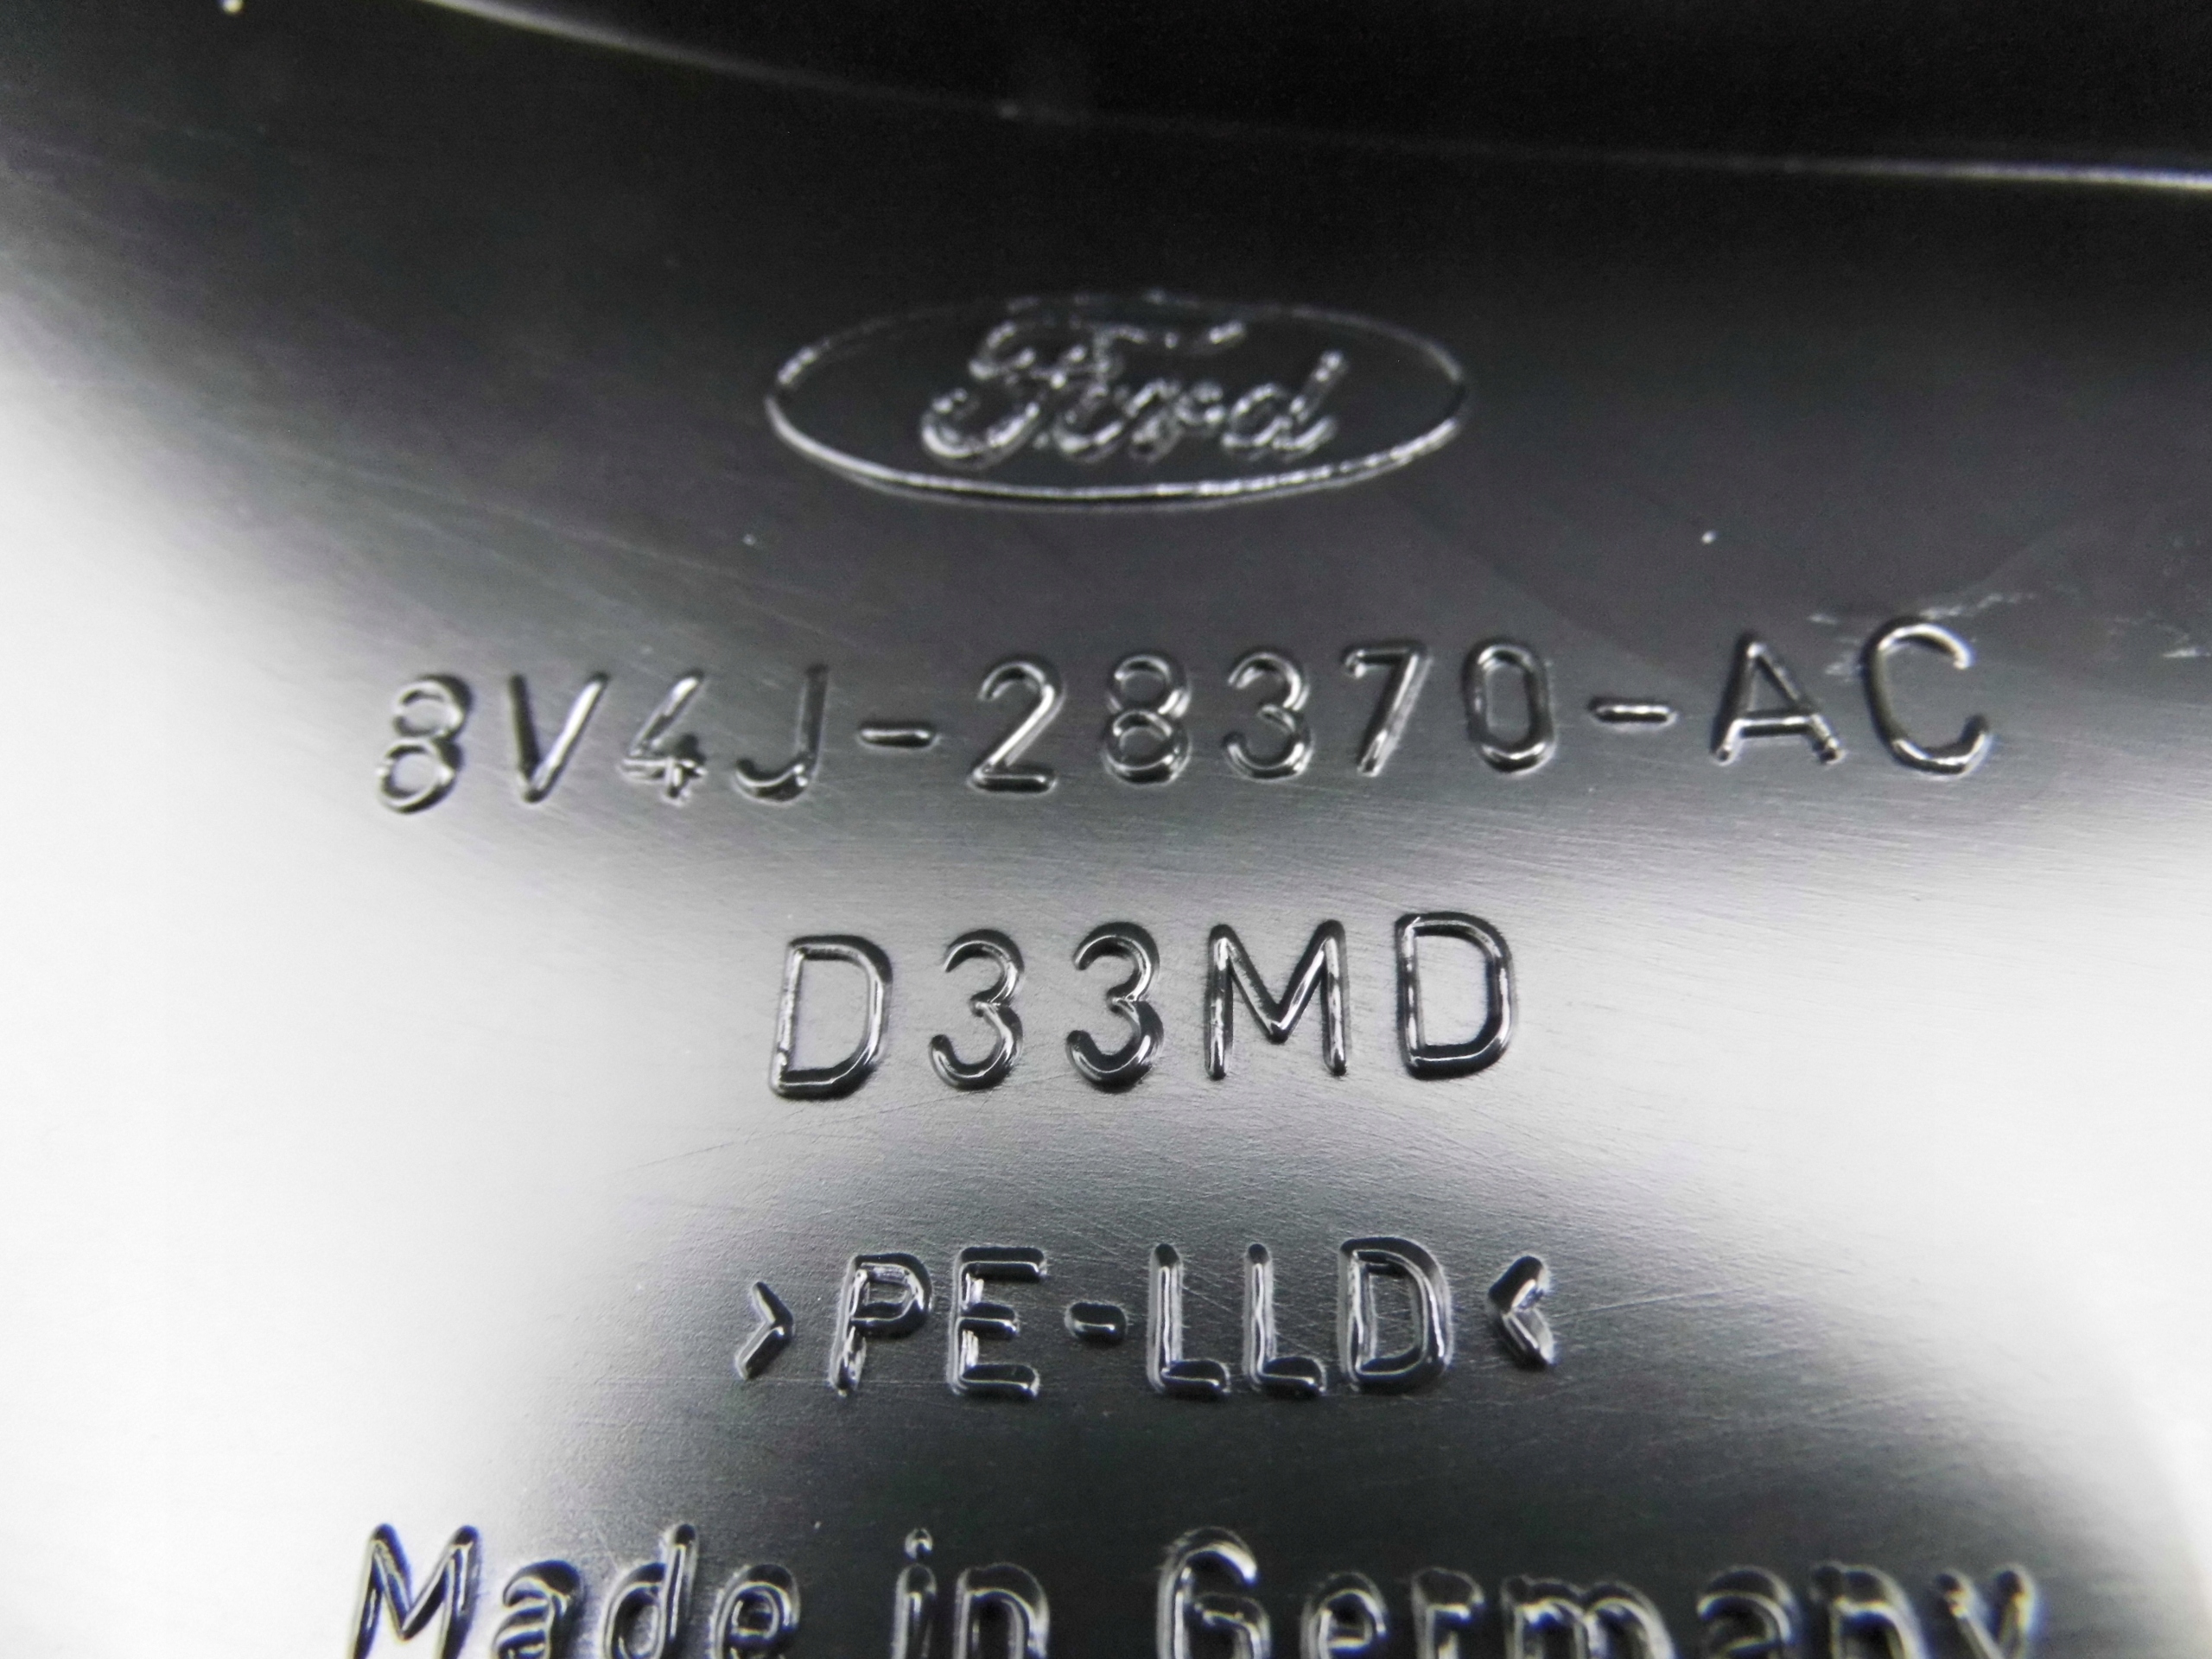 Ford
8V4J-28370-AC
D33MD
>PE-LLD<
Made in Germany